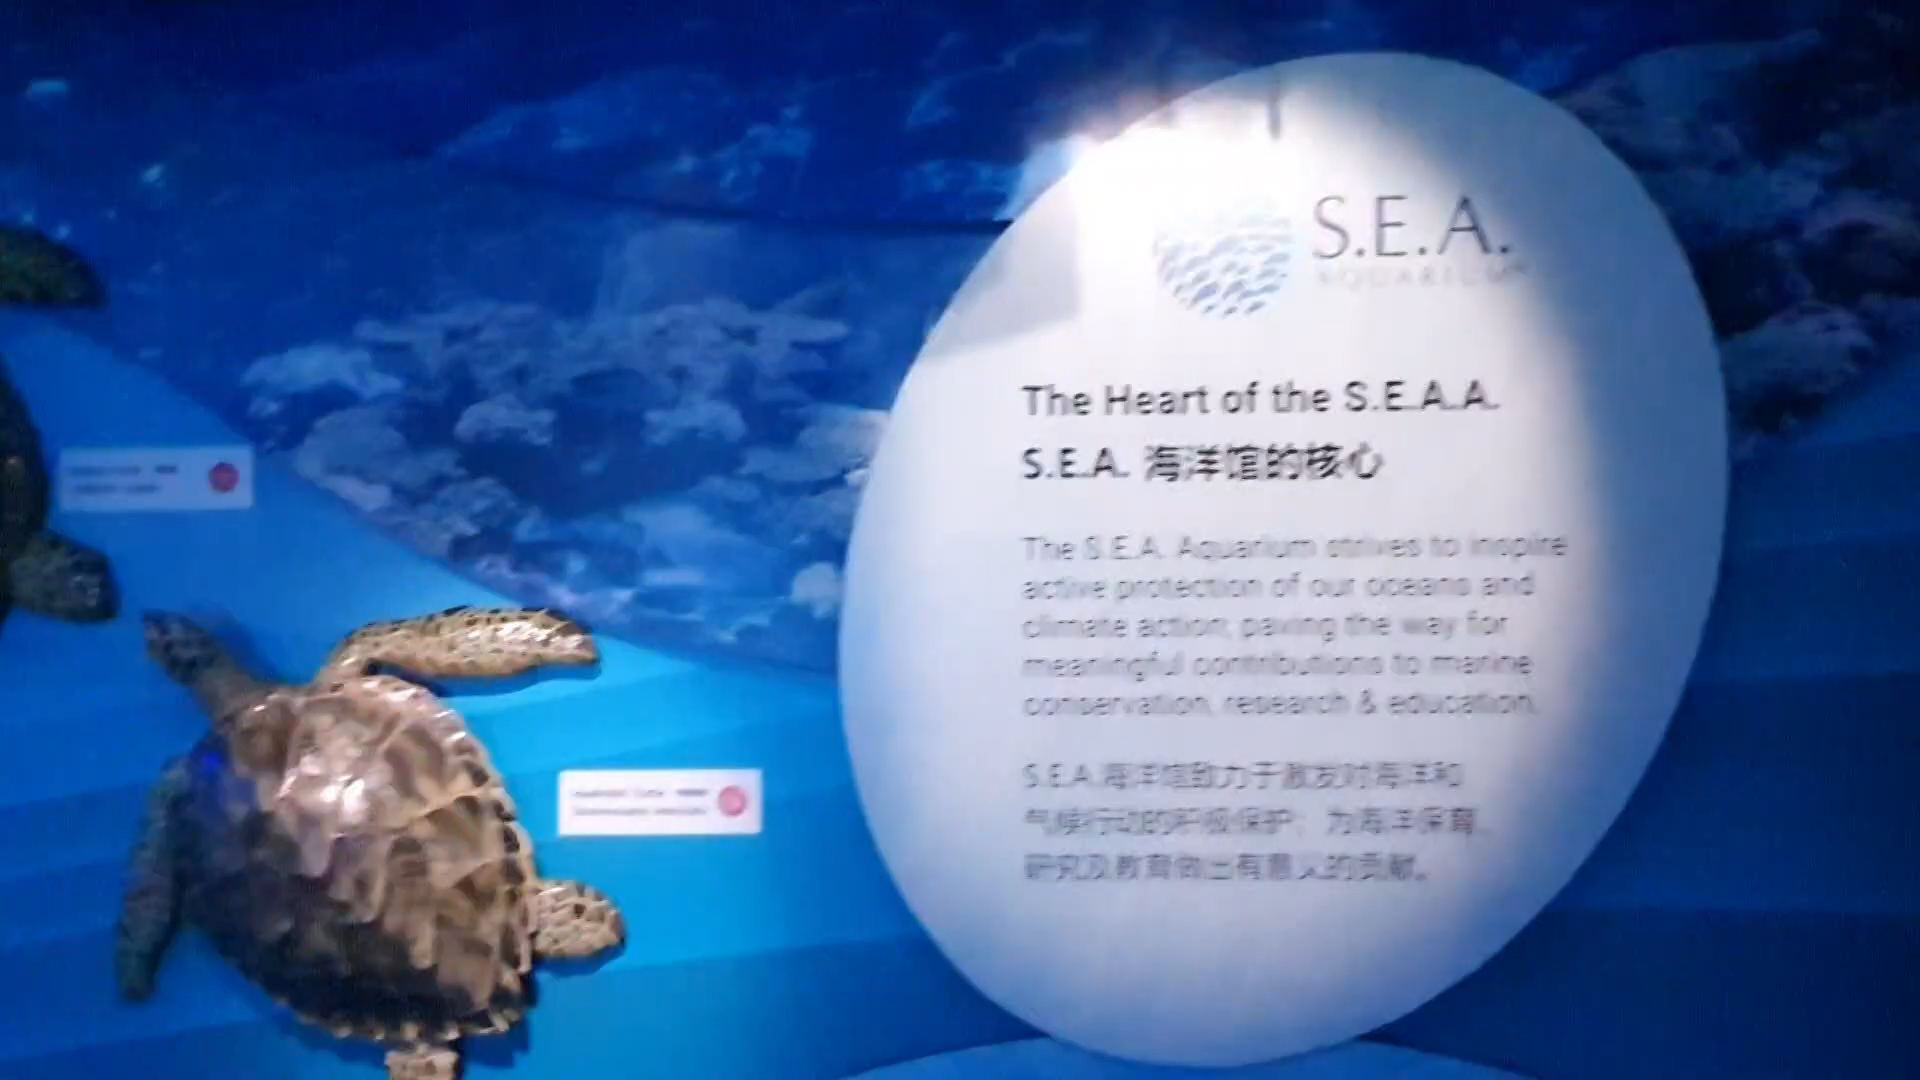 S.E.A.
AQUARIUM
The Heart of the S.E.A.A.
S.E.A. 海洋馆的核心
The S.E.A. Aquarium strives to inspire
active protection of our oceans and
climate action; paving the way for
meaningful contributions to marine
conservation, research & education.
S.E.A.海洋馆致力于激发对海洋和
气候行动的积极保护；为海洋保育，
研究及教育做出有意义的贡献。